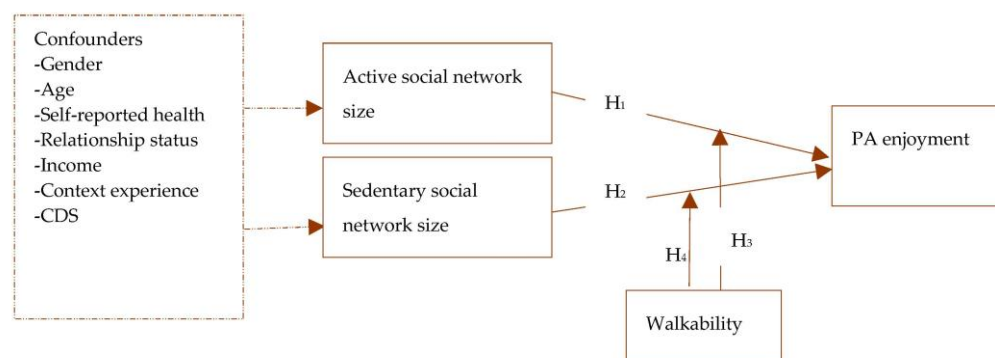 Confounders
-Gender
-Age
-Self-reported health
-Relationship status
-Income
-Context experience
-CDS
Active social network
size
Sedentary social
network size
H1
H2
H3
H4
PA enjoyment
Walkability